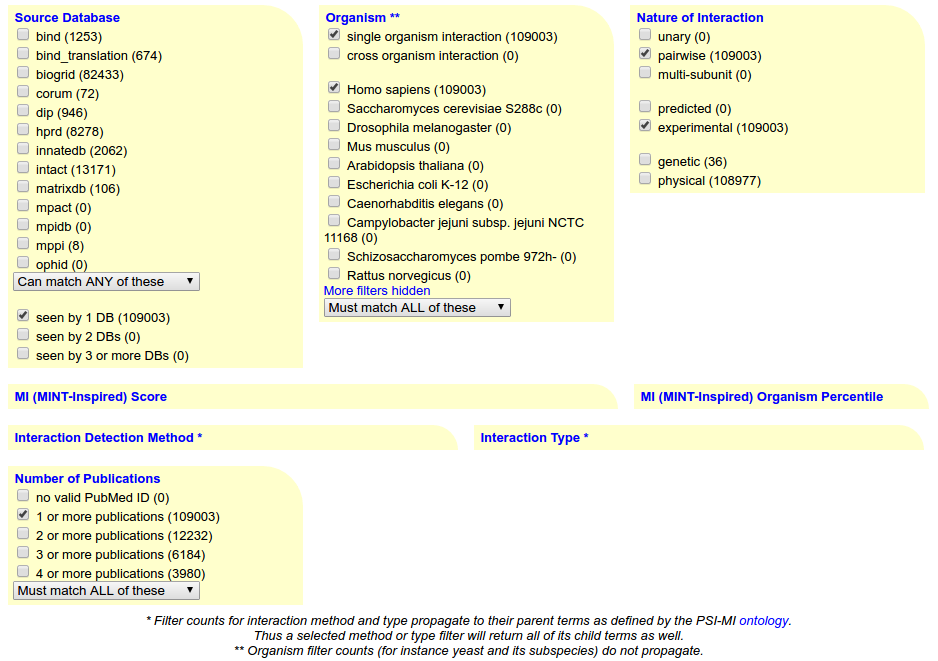 Source Database
bind (1253)
bind_translation (674)
biogrid (82433)
corum (72)
dip (946)
hprd (8278)
innatedb (2062)
intact (13171)
matrixdb (106)
mpact (0)
mpidb (0)
mppi (8)
ophid (0)
Can match ANY of these
seen by 1 DB (109003)
seen by 2 DBs (0)
seen by 3 or more DBs (0)
Organism **
single organism interaction (109003)
cross organism interaction (0)
Homo sapiens (109003)
Saccharomyces cerevisiae S288c (0)
Drosophila melanogaster (0)
Mus musculus (0)
Arabidopsis thaliana (0)
Escherichia coli K-12 (0)
Caenorhabditis elegans (0)
Campylobacter jejuni subsp. jejuni NCTC
11168 (0)
Schizosaccharomyces pombe 972h- (0)
Rattus norvegicus (0)
More filters hidden
Must match ALL of these
Nature of Interaction
unary (0)
pairwise (109003)
multi-subunit (0)
predicted (0)
experimental (109003)
genetic (36)
physical (108977)
MI (MINT-Inspired) Score
MI (MINT-Inspired) Organism Percentile
Interaction Detection Method *
Interaction Type *
Number of Publications
no valid PubMed ID (0)
1 or more publications (109003)
2 or more publications (12232)
3 or more publications (6184)
4 or more publications (3980)
Must match ALL of these
* Filter counts for interaction method and type propagate to their parent terms as defined by the PSI-MI ontology.
Thus a selected method or type filter will return all of its child terms as well.
** Organism filter counts (for instance yeast and its subspecies) do not propagate.